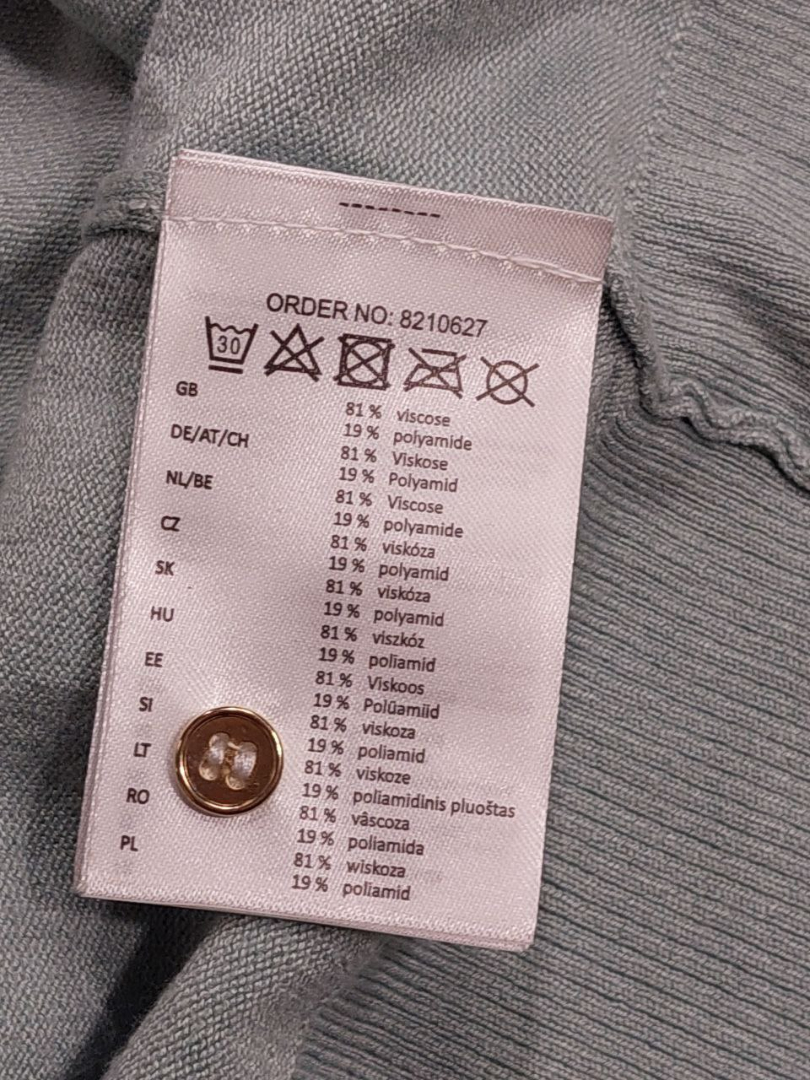 ORDER NO: 8210627
30
GB 81 % viscose
19 % polyamide
DE/AT/CH 81 % Viskose
19 % Polyamid
NL/BE 81 % Viscose
19 % polyamide
CZ 81 % viskóza
19 % polyamid
SK 81 % viskóza
19 % polyamid
HU 81 % viszkóz
19 % poliamid
EE 81 % Viskoos
19 % Polüamiid
SI 81 % viskoza
19 % poliamid
LT 81 % viskoze
19 % poliamidinis pluoštas
RO 81 % vâscoza
19 % poliamida
PL 81 % wiskoza
19 % poliamid